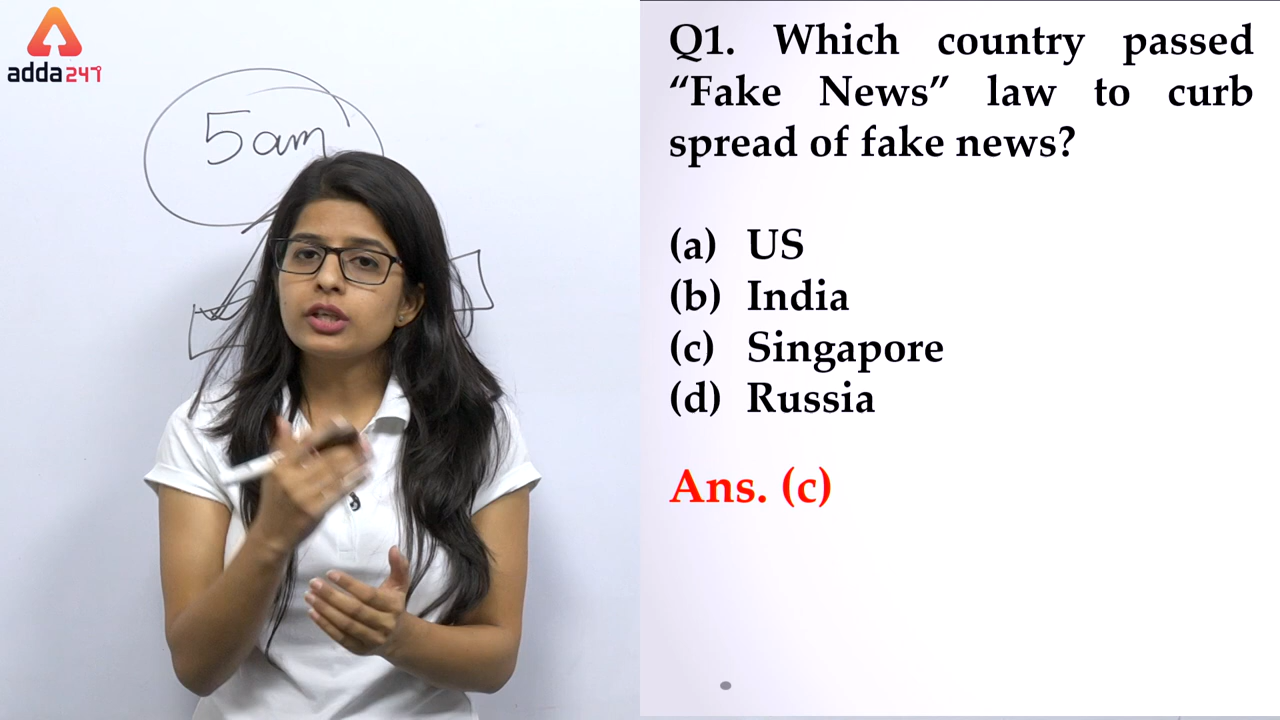 adda247
5am
Q1. Which country passed
“Fake News” law to curb
spread of fake news?
(a) US
(b) India
(c) Singapore
(d) Russia
Ans. (c)